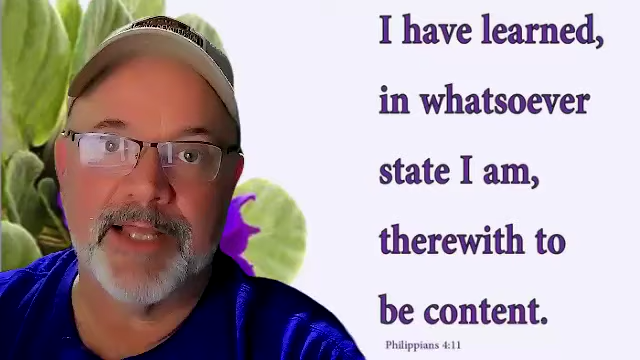 I have learned,
in whatsoever
state I am,
therewith to
be content.
Philippians 4:11